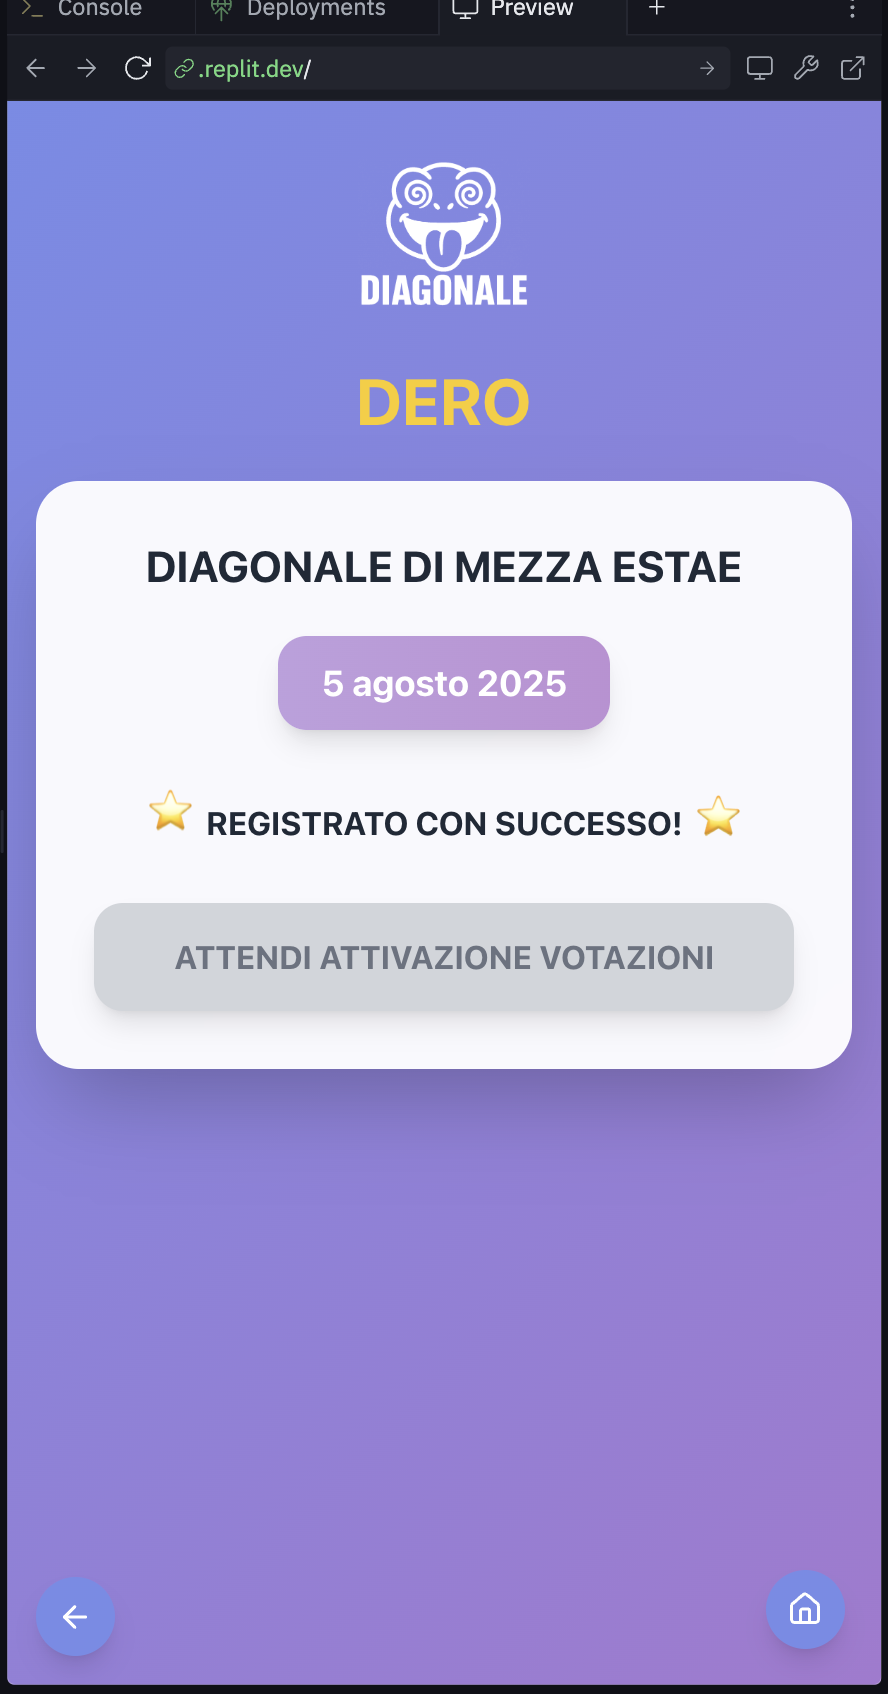 Console
Deployments
Preview
.replit.dev/
DIAGONALE
DERO
DIAGONALE DI MEZZA ESTAE
5 agosto 2025
REGISTRATO CON SUCCESSO!
ATTENDI ATTIVAZIONE VOTAZIONI